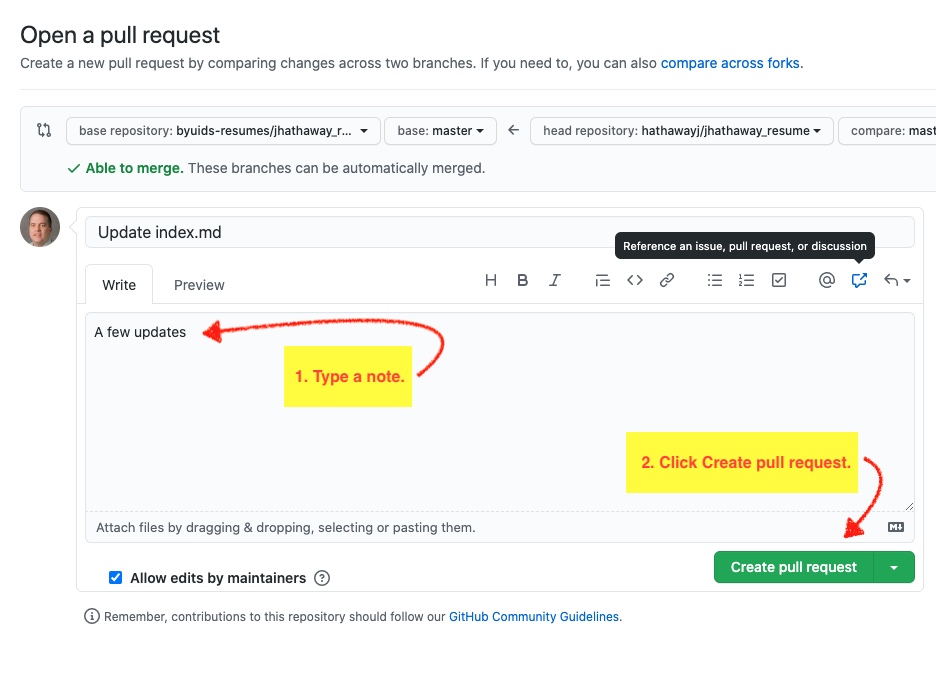 Open a pull request
Create a new pull request by comparing changes across two branches. If you need to, you can also compare across forks.
base repository: byuids-resumes/jhathaway_r... base: master head repository: hathawayj/jhathaway_resume compare: mast
Able to merge. These branches can be automatically merged.
Update index.md
Reference an issue, pull request, or discussion
Write Preview H B I
A few updates
1. Type a note.
2. Click Create pull request.
Attach files by dragging & dropping, selecting or pasting them.
Create pull request
Allow edits by maintainers
Remember, contributions to this repository should follow our GitHub Community Guidelines.